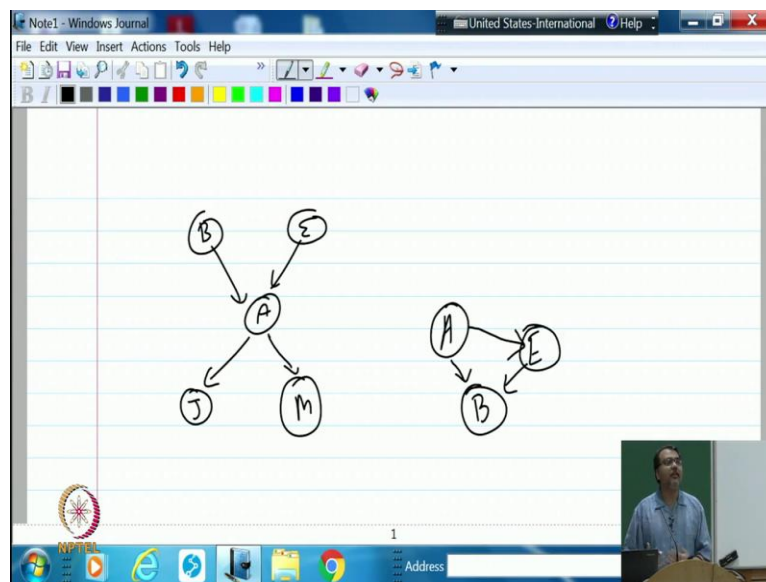 Note1 - Windows Journal
United States-International Help
File Edit View Insert Actions Tools Help
B I
B E
A
J M
A
E
B
1
NPTEL
Address